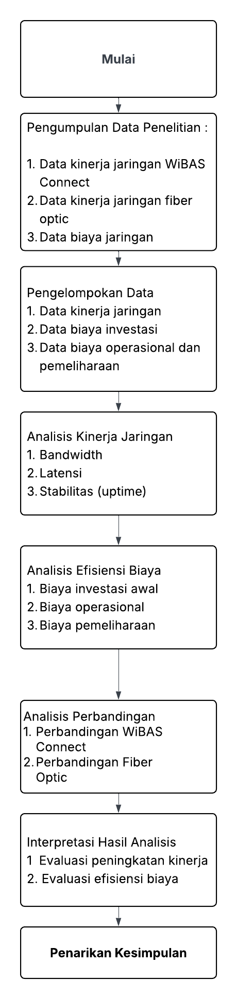 Mulai
Pengumpulan Data Penelitian :
1. Data kinerja jaringan WiBAS
Connect
2. Data kinerja jaringan fiber
optic
3. Data biaya jaringan
Pengelompokan Data
1. Data kinerja jaringan
2. Data biaya investasi
3. Data biaya operasional dan
pemeliharaan
Analisis Kinerja Jaringan
1. Bandwidth
2. Latensi
3. Stabilitas (uptime)
Analisis Efisiensi Biaya
1. Biaya investasi awal
2. Biaya operasional
3. Biaya pemeliharaan
Analisis Perbandingan
1. Perbandingan WiBAS
Connect
2. Perbandingan Fiber
Optic
Interpretasi Hasil Analisis
1 Evaluasi peningkatan kinerja
2. Evaluasi efisiensi biaya
Penarikan Kesimpulan